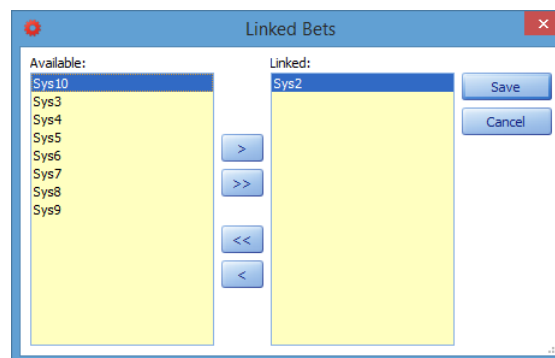 Linked Bets
Available:
Sys10
Sys3
Sys4
Sys5
Sys6
Sys7
Sys8
Sys9
>
>>
<<
<
Linked:
Sys2
Save
Cancel